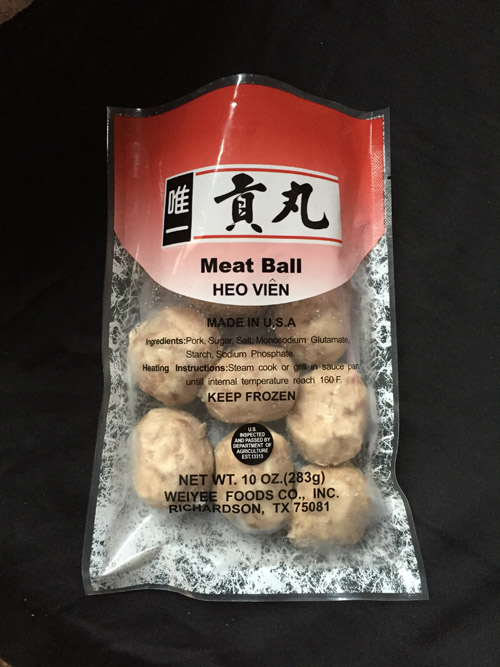 唯一
貢丸
Meat Ball
HEO VIÊN
MADE IN U.S.A
Ingredients:Pork, Sugar, Salt, Monosodium Glutamate,
Starch, Sodium Phosphate.
Heating Instructions:Steam cook or grill in sauce pan
untill internal temperature reach 160 F.
KEEP FROZEN
U.S.
INSPECTED
AND PASSED BY
DEPARTMENT OF
AGRICULTURE
EST.13313
NET WT. 10 OZ.(283g)
WEIYEE FOODS CO., INC.
RICHARDSON, TX 75081